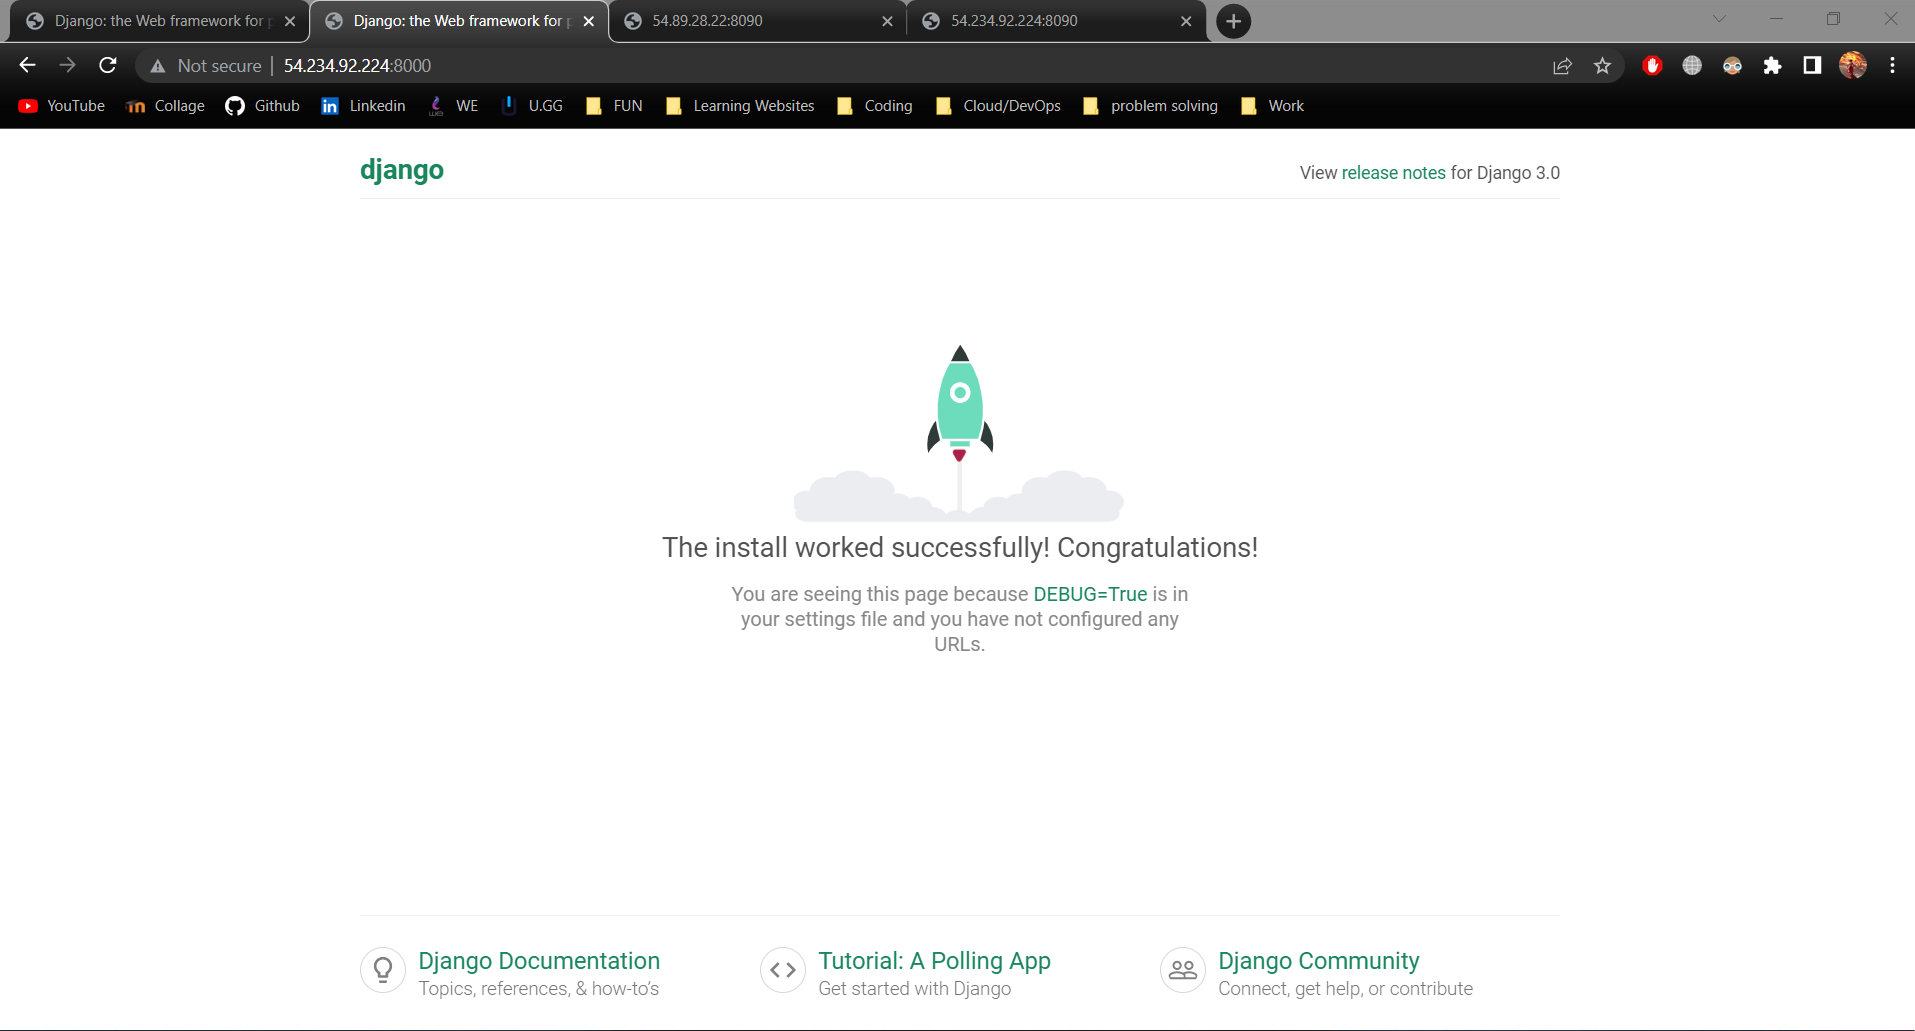 Django: the Web framework for p
Django: the Web framework for p
54.89.28.22:8090
54.234.92.224:8090
Not secure
54.234.92.224:8000
YouTube
Collage
Github
Linkedin
WE
U.GG
FUN
Learning Websites
Coding
Cloud/DevOps
problem solving
Work
django
View release notes for Django 3.0
The install worked successfully! Congratulations!
You are seeing this page because DEBUG=True is in
your settings file and you have not configured any
URLs.
Django Documentation
Topics, references, & how-to's
Tutorial: A Polling App
Get started with Django
Django Community
Connect, get help, or contribute